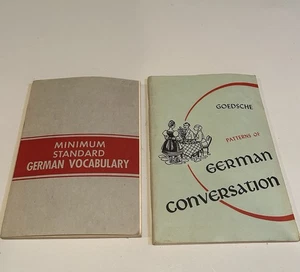 MINIMUM
STANDARD
GERMAN VOCABULARY
GOEDSCHE
PATTERNS OF
GERMAN
CONVERSATION